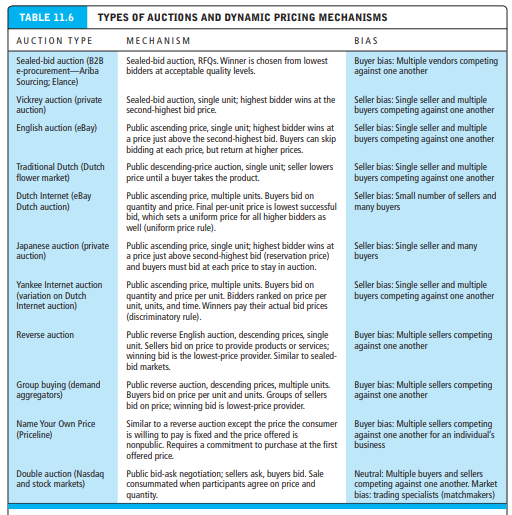 TABLE 11.6 TYPES OF AUCTIONS AND DYNAMIC PRICING MECHANISMS
AUCTION TYPE MECHANISM BIAS
Sealed-bid auction (B2B
e-procurement—Ariba
Sourcing; Elance)
Sealed-bid auction, RFQs. Winner is chosen from lowest
bidders at acceptable quality levels.
Buyer bias: Multiple vendors competing
against one another
Vickrey auction (private
auction)
Sealed-bid auction, single unit; highest bidder wins at the
second-highest bid price.
Seller bias: Single seller and multiple
buyers competing against one another
English auction (eBay)
Public ascending price, single unit; highest bidder wins at
a price just above the second-highest bid. Buyers can skip
bidding at each price, but return at higher prices.
Seller bias: Single seller and multiple
buyers competing against one another
Traditional Dutch (Dutch
flower market)
Public descending-price auction, single unit; seller lowers
price until a buyer takes the product.
Seller bias: Single seller and multiple
buyers competing against one another
Dutch Internet (eBay
Dutch auction)
Public ascending price, multiple units. Buyers bid on
quantity and price. Final per-unit price is lowest successful
bid, which sets a uniform price for all higher bidders as
well (uniform price rule).
Seller bias: Small number of sellers and
many buyers
Japanese auction (private
auction)
Public ascending price, single unit; highest bidder wins at
a price just above second-highest bid (reservation price)
and buyers must bid at each price to stay in auction.
Seller bias: Single seller and many
buyers
Yankee Internet auction
(variation on Dutch
Internet auction)
Public ascending price, multiple units. Buyers bid on
quantity and price per unit. Bidders ranked on price per
unit, units, and time. Winners pay their actual bid prices
(discriminatory rule).
Seller bias: Single seller and multiple
buyers competing against one another
Reverse auction
Public reverse English auction, descending prices, single
unit. Sellers bid on price to provide products or services;
winning bid is the lowest-price provider. Similar to sealed-
bid markets.
Buyer bias: Multiple sellers competing
against one another
Group buying (demand
aggregators)
Public reverse auction, descending prices, multiple units.
Buyers bid on price per unit and units. Groups of sellers
bid on price; winning bid is lowest-price provider.
Buyer bias: Multiple sellers competing
against one another
Name Your Own Price
(Priceline)
Similar to a reverse auction except the price the consumer
is willing to pay is fixed and the price offered is
nonpublic. Requires a commitment to purchase at the first
offered price.
Buyer bias: Multiple sellers competing
against one another for an individual's
business
Double auction (Nasdaq
and stock markets)
Public bid-ask negotiation; sellers ask, buyers bid. Sale
consummated when participants agree on price and
quantity.
Neutral: Multiple buyers and sellers
competing against one another. Market
bias: trading specialists (matchmakers)